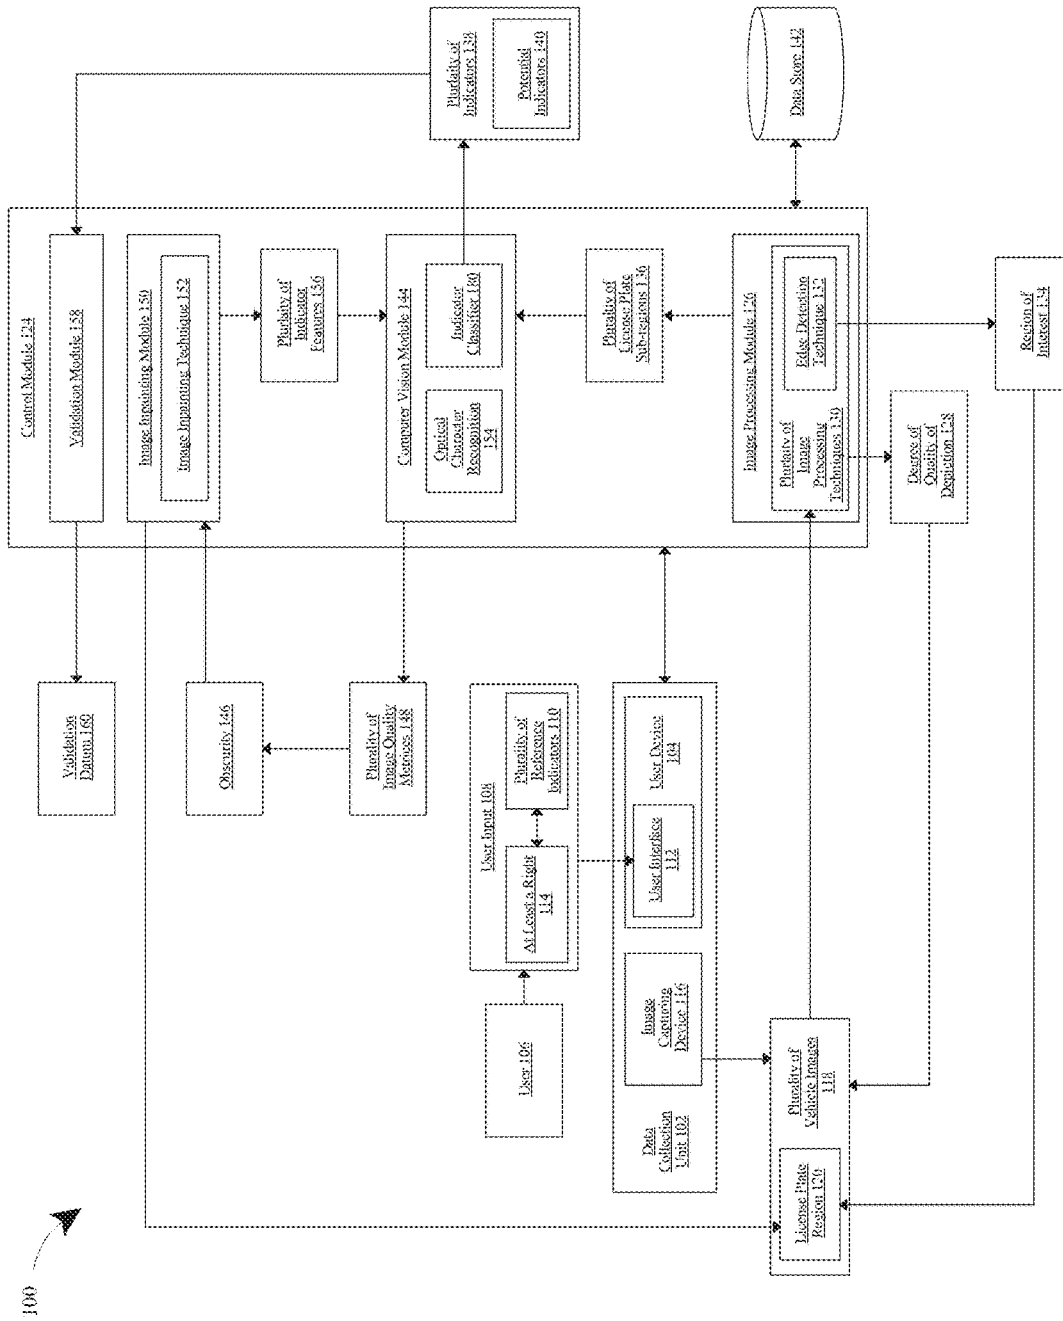 100
Control Module 124
Validation Module 158
Image Inpainting Module 150
Image Inpainting Technique 152
Plurality of
Indicator
Features 156
Computer Vision Module 144
Optical
Character
Recognition
154
Indicator
Classifier 180
Plurality of
License Plate
Sub-regions 136
Image Processing Module 126
Plurality of
Image
Processing
Techniques 130
Edge Detection
Technique 132
Plurality of
Indicators 138
Potential
Indicators 140
Data Store 142
Region of
Interest 134
Degree of
Quality of
Depiction 128
Validation
Datum 160
Obscurity 146
Plurality of
Image Quality
Metrices 148
User Input 108
At Least a Right
114
Plurality of
Reference
Indicators 110
User 106
Data
Collection
Unit 102
Image
Capturing
Device 116
User Interface
112
User Device
104
Plurality of
Vehicle Images
118
License Plate
Region 120